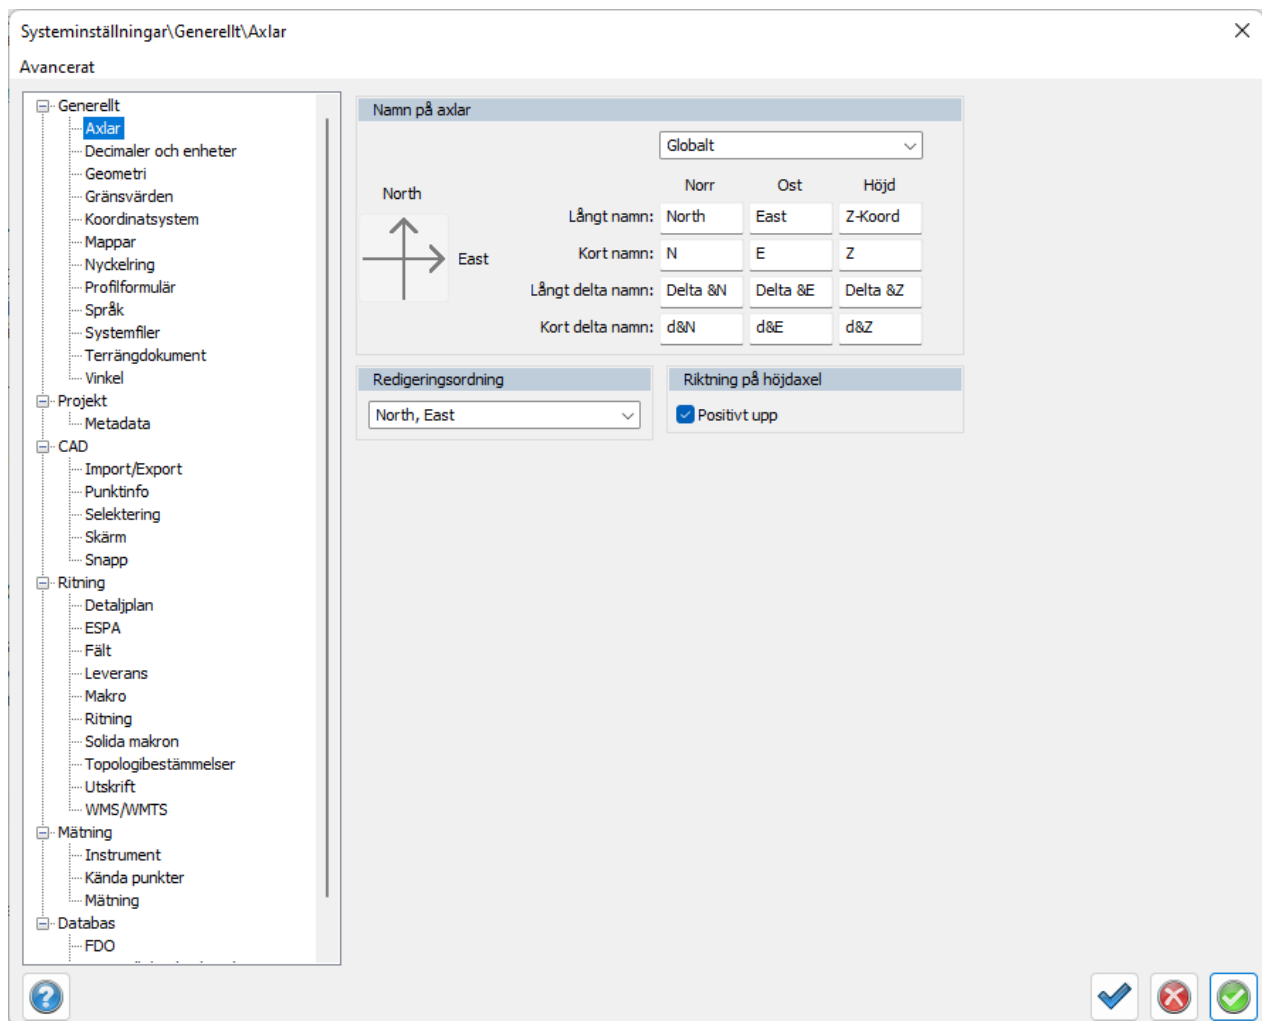 Systeminställningar\Generellt\Axlar
Avancerat
Generellt
Axlar
Decimaler och enheter
Geometri
Gränsvärden
Koordinatsystem
Mappar
Nyckelring
Profilformulär
Språk
Systemfiler
Terrängdokument
Vinkel
Projekt
Metadata
CAD
Import/Export
Punktinfo
Selektering
Skärm
Snapp
Ritning
Detaljplan
ESPA
Fält
Leverans
Makro
Ritning
Solida makron
Topologibestämmelser
Utskrift
WMS/WMTS
Mätning
Instrument
Kända punkter
Mätning
Databas
FDO
Namn på axlar
Globalt
North
East
Norr Ost Höjd
Långt namn: North East Z-Koord
Kort namn: N E Z
Långt delta namn: Delta &N Delta &E Delta &Z
Kort delta namn: d&N d&E d&Z
Redigeringsordning
North, East
Riktning på höjdaxel
Positivt upp